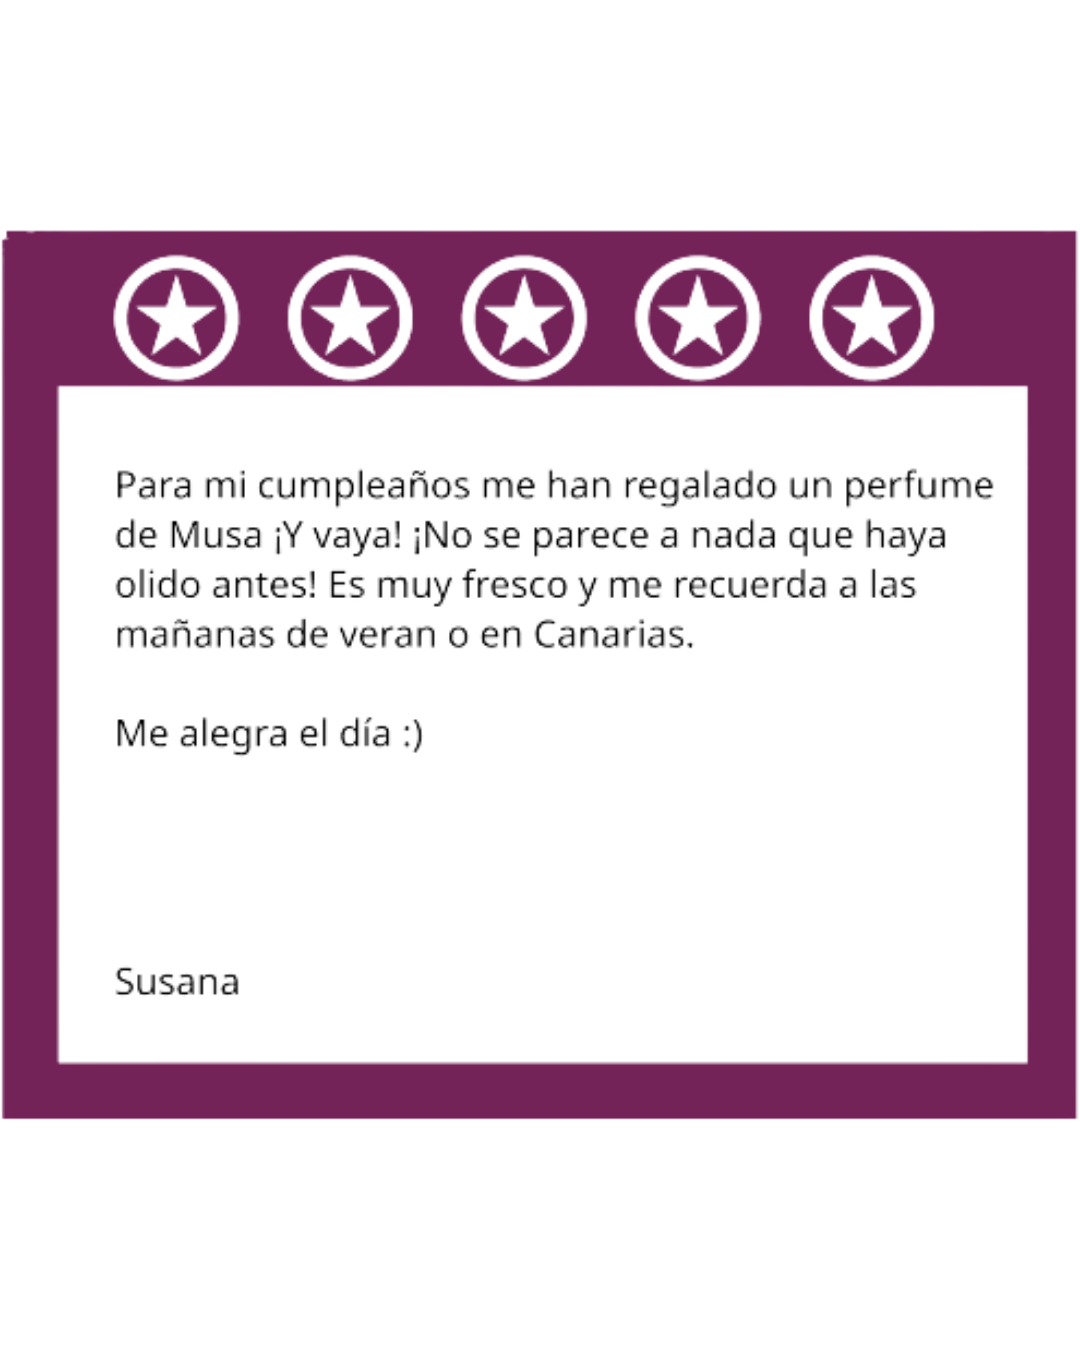 Para mi cumpleaños me han regalado un perfume
de Musa ¡Y vaya! ¡No se parece a nada que haya
olido antes! Es muy fresco y me recuerda a las
mañanas de veran o en Canarias.
Me alegra el día :)
Susana